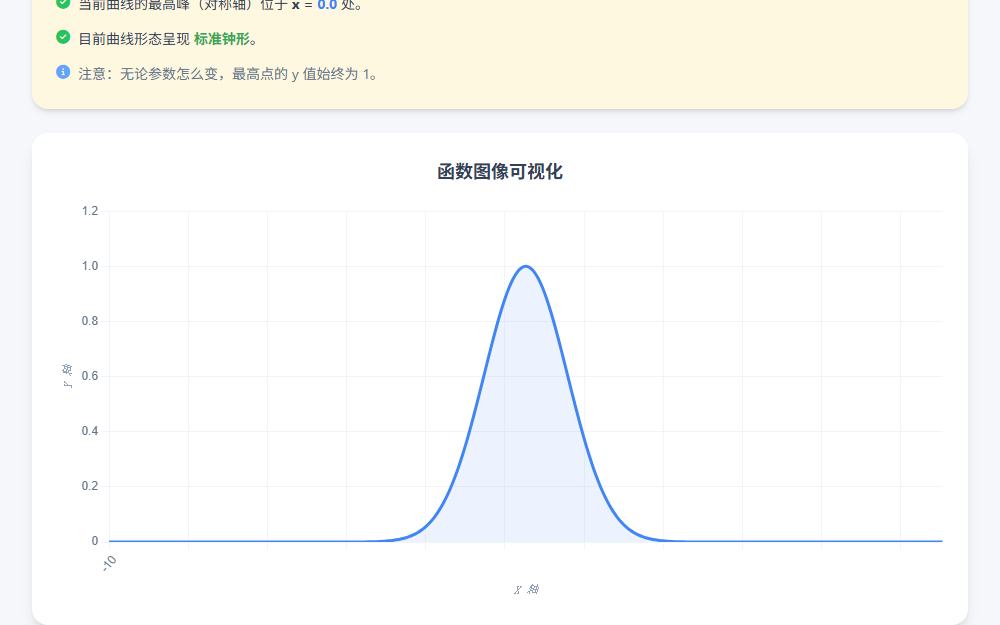 当前曲线的最高峰（对称轴）位于 x = 0.0 处。
目前曲线形态呈现 标准钟形。
注意：无论参数怎么变，最高点的 y 值始终为 1。
函数图像可视化
1.2
1.0
0.8
0.6
0.4
0.2
0
Y 轴
-10
X 轴